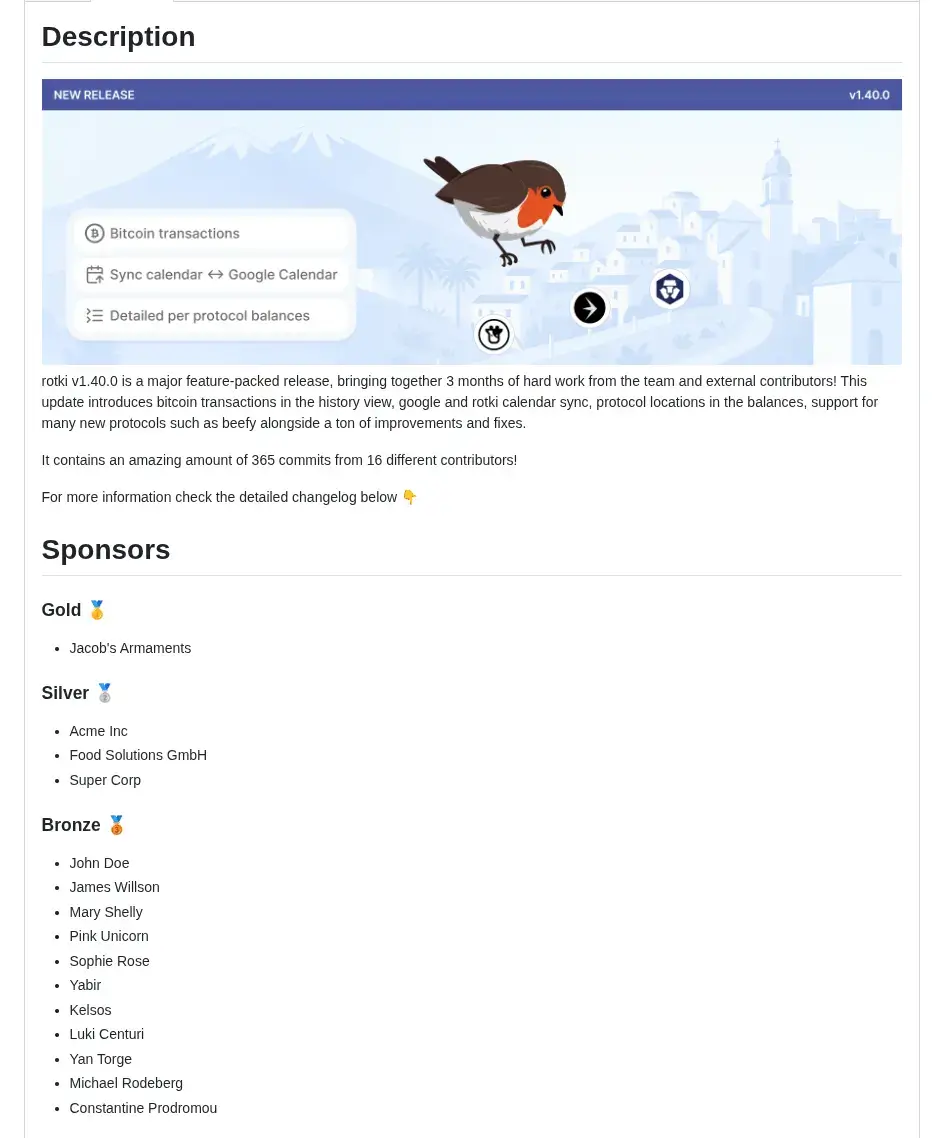 Description
NEW RELEASE
v1.40.0
Bitcoin transactions
Sync calendar ↔ Google Calendar
Detailed per protocol balances
rotki v1.40.0 is a major feature-packed release, bringing together 3 months of hard work from the team and external contributors! This
update introduces bitcoin transactions in the history view, google and rotki calendar sync, protocol locations in the balances, support for
many new protocols such as beefy alongside a ton of improvements and fixes.
It contains an amazing amount of 365 commits from 16 different contributors!
For more information check the detailed changelog below 👇
Sponsors
Gold 🥇
• Jacob's Armaments
Silver 🥈
• Acme Inc
• Food Solutions GmbH
• Super Corp
Bronze 🥉
• John Doe
• James Willson
• Mary Shelly
• Pink Unicorn
• Sophie Rose
• Yabir
• Kelsos
• Luki Centuri
• Yan Torge
• Michael Rodeberg
• Constantine Prodromou